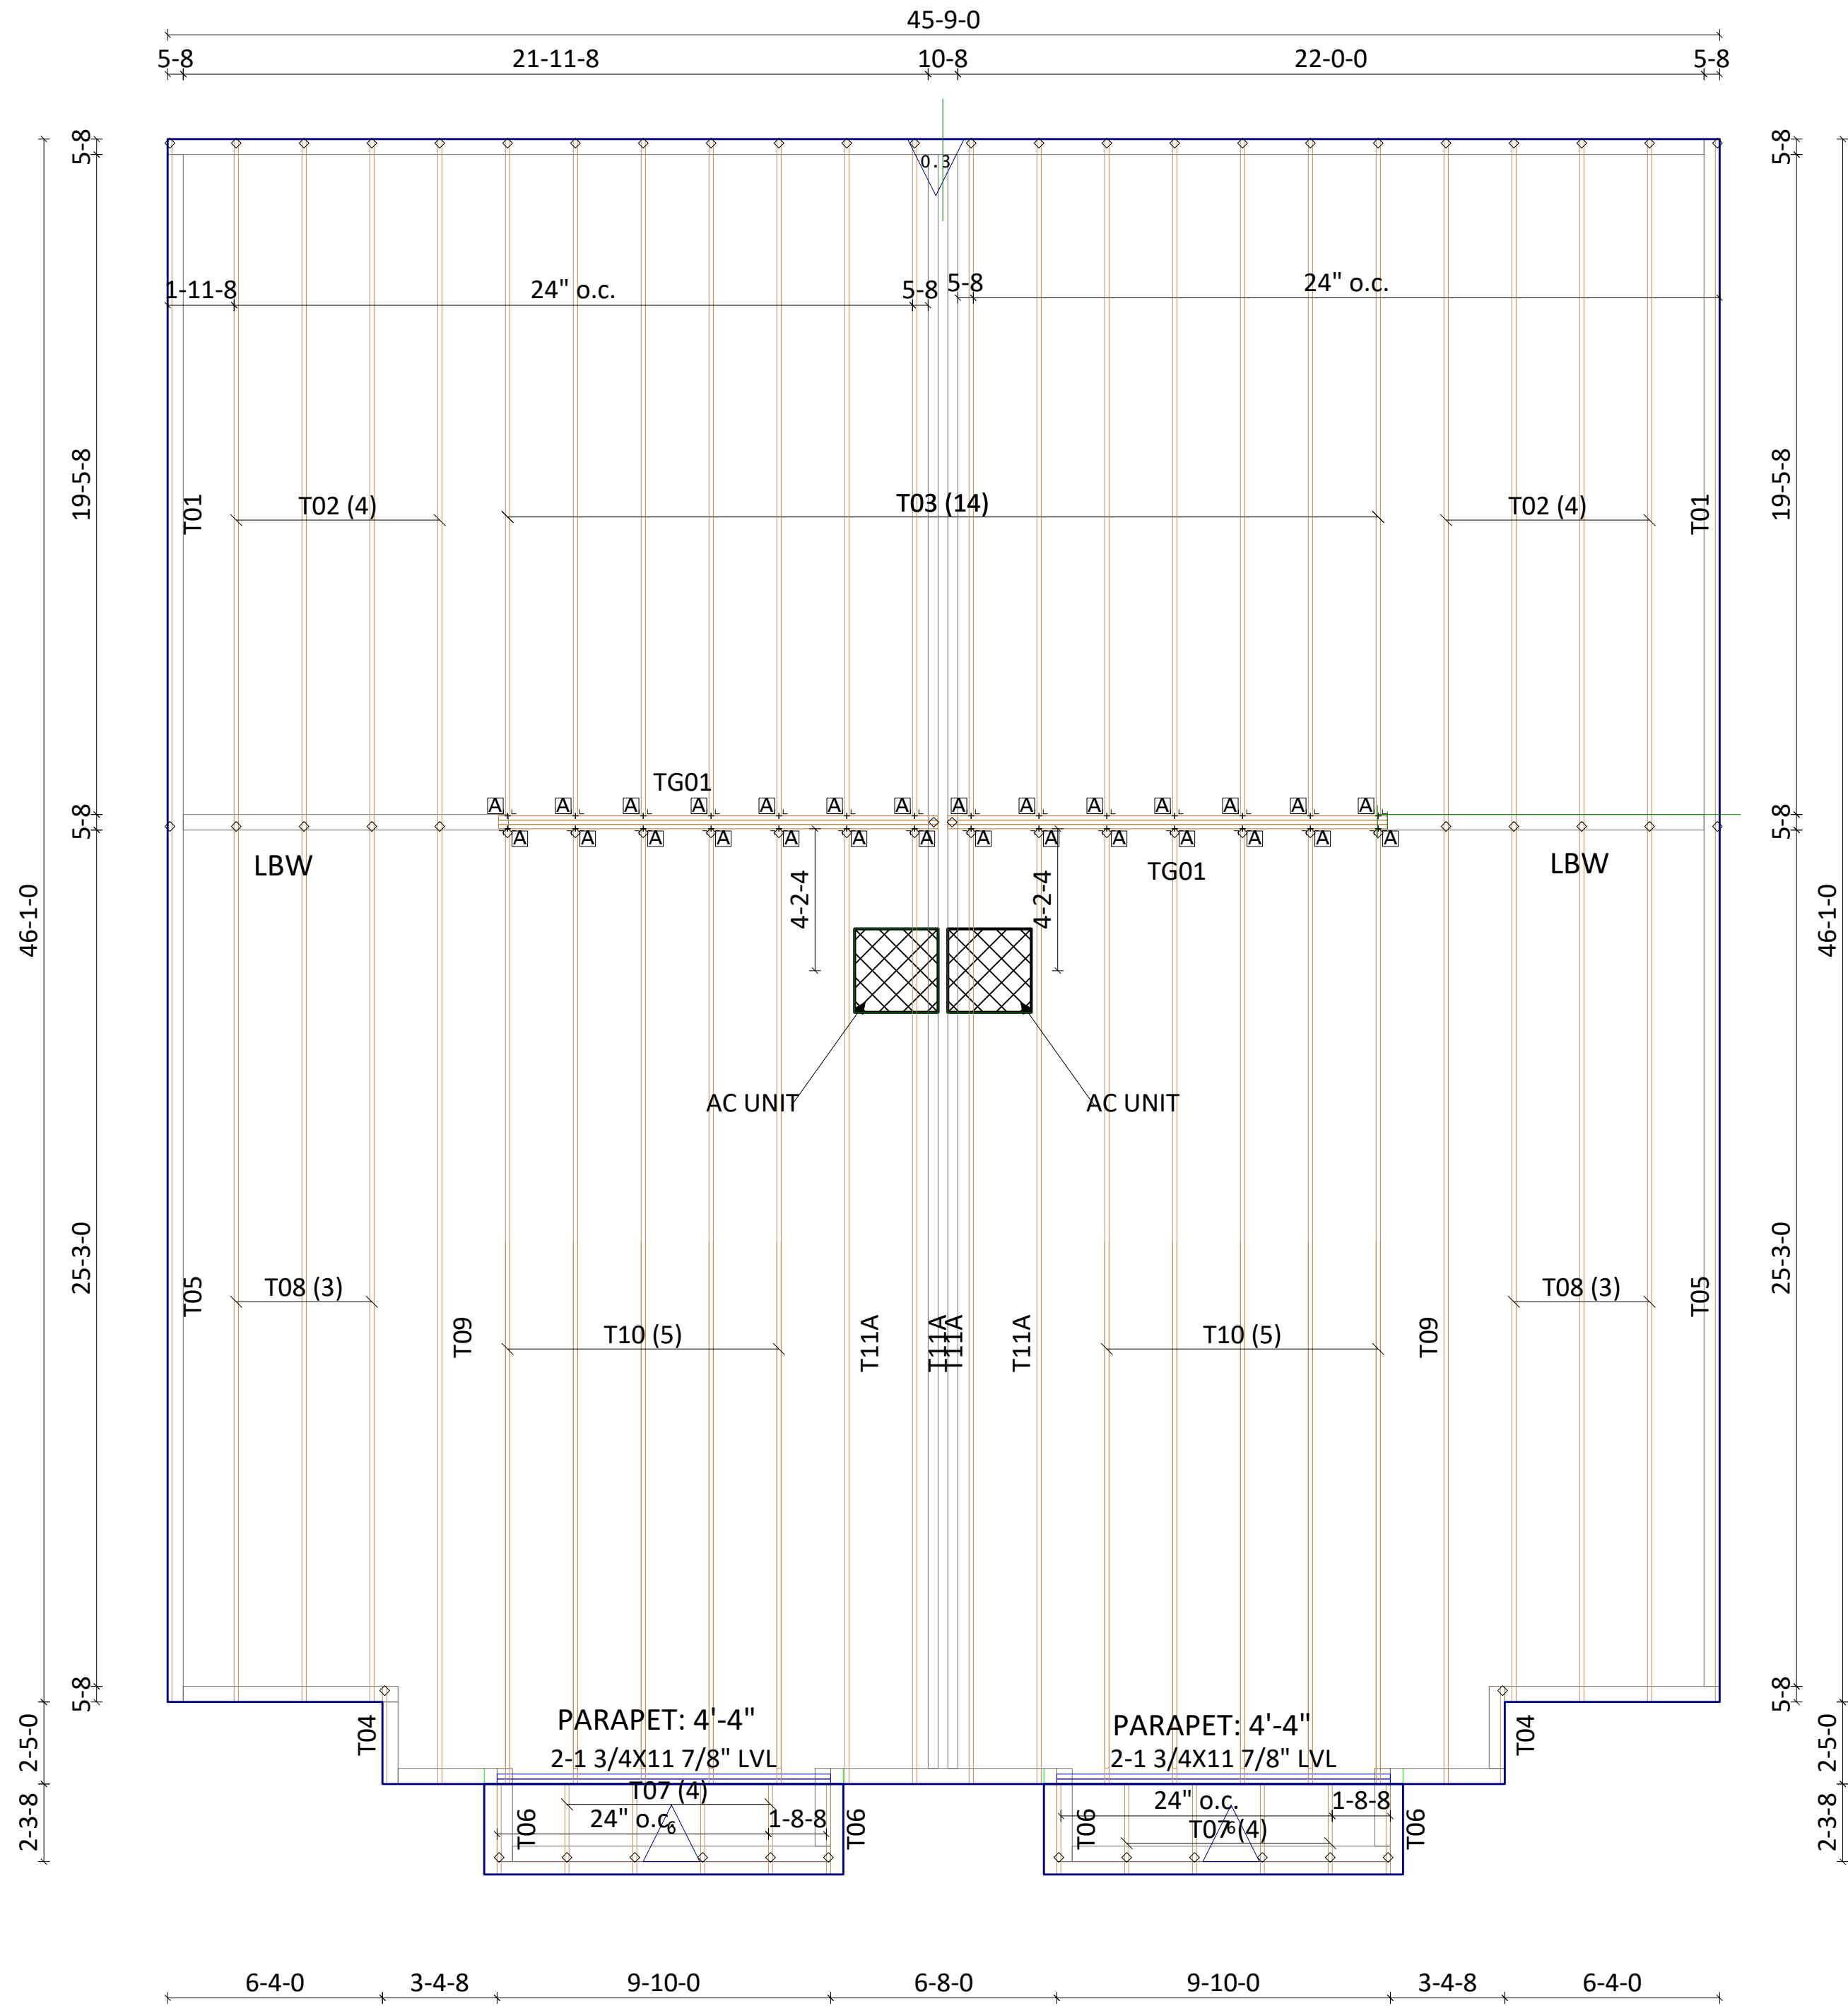 45-9-0
5-8 21-11-8 10-8 22-0-0 5-8
5-8
5-8
0.3
1-11-8 24" o.c. 5-8 5-8 24" o.c.
19-5-8
19-5-8
T01 T02 (4) T03 (14) T02 (4) T01
TG01
A A A A A A A A A A A A A A
A A A A A A A A A A A A A A
5-8
5-8
LBW TG01 LBW
4-2-4 4-2-4
46-1-0
46-1-0
AC UNIT AC UNIT
25-3-0
25-3-0
T05 T08 (3) T08 (3) T05
T09 T10 (5) T11A T11A T11A T11A T10 (5) T09
5-8
5-8
T04 PARAPET: 4'-4" PARAPET: 4'-4" T04
2-5-0
2-5-0
2-1 3/4X11 7/8" LVL 2-1 3/4X11 7/8" LVL
T07 (4)
24" o.c. 1-8-8
24" o.c. 1-8-8
6
T07 (4)
6
T06 T06 T06 T06
2-3-8
2-3-8
6-4-0 3-4-8 9-10-0 6-8-0 9-10-0 3-4-8 6-4-0